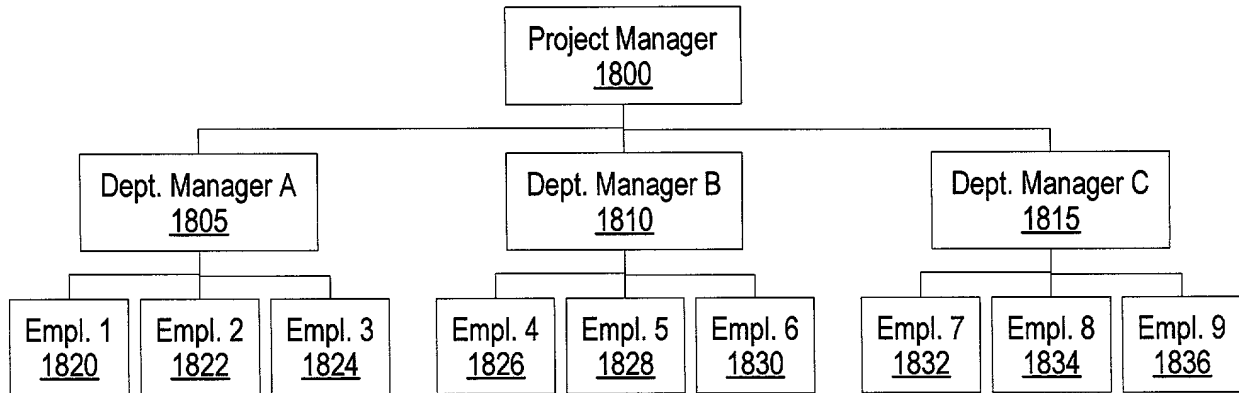 Project Manager
1800
Dept. Manager A
1805
Dept. Manager B
1810
Dept. Manager C
1815
Empl. 1
1820
Empl. 2
1822
Empl. 3
1824
Empl. 4
1826
Empl. 5
1828
Empl. 6
1830
Empl. 7
1832
Empl. 8
1834
Empl. 9
1836